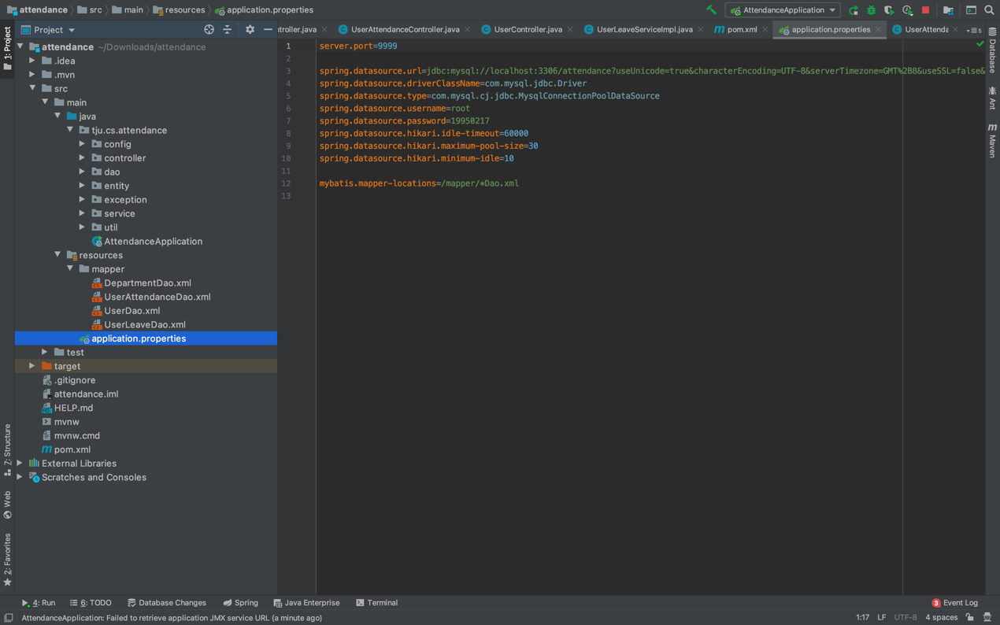 attendance
src
main
resources
application.properties
AttendanceApplication
1: Project
Project
ntroller.java
UserAttendanceController.java
UserController.java
UserLeaveServiceImpl.java
pom.xml
application.properties
UserAttenda
5
attendance ~/Downloads/attendance
.idea
.mvn
src
main
java
tju.cs.attendance
config
controller
dao
entity
exception
service
util
AttendanceApplication
resources
mapper
DepartmentDao.xml
UserAttendanceDao.xml
UserDao.xml
UserLeaveDao.xml
application.properties
test
target
.gitignore
attendance.iml
HELP.md
mvnw
mvnw.cmd
pom.xml
External Libraries
Scratches and Consoles
1 server.port=9999
2
3 spring.datasource.url=jdbc:mysql://localhost:3306/attendance?useUnicode=true&characterEncoding=UTF-8&serverTimezone=GMT%2B8&useSSL=false&
4 spring.datasource.driverClassName=com.mysql.jdbc.Driver
5 spring.datasource.type=com.mysql.cj.jdbc.MysqlConnectionPoolDataSource
6 spring.datasource.username=root
7 spring.datasource.password=19950217
8 spring.datasource.hikari.idle-timeout=60000
9 spring.datasource.hikari.maximum-pool-size=30
10 spring.datasource.hikari.minimum-idle=10
11
12 mybatis.mapper-locations=/mapper/*Dao.xml
13
Database
Ant
Maven
Z: Structure
Web
2: Favorites
4: Run
6: TODO
Database Changes
Spring
Java Enterprise
Terminal
3 Event Log
AttendanceApplication: Failed to retrieve application JMX service URL (a minute ago)
1:17 LF UTF-8 4 spaces